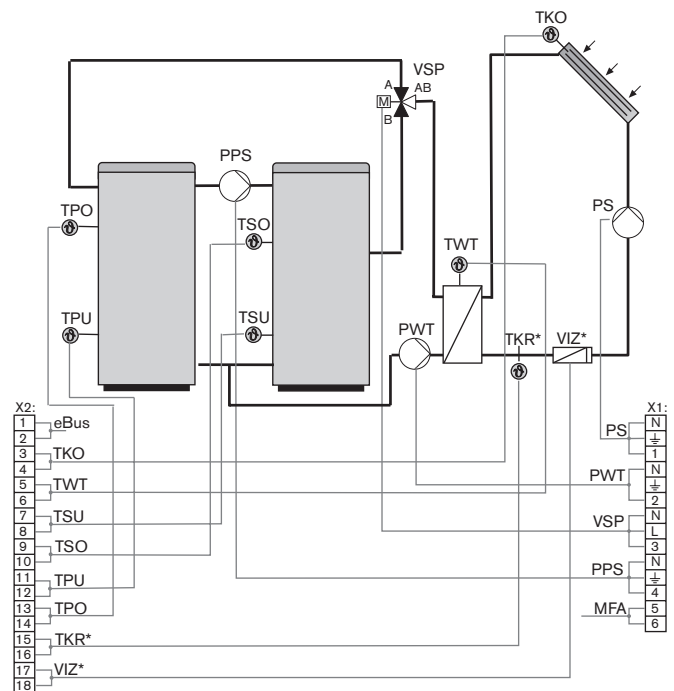 TKO
VSP
A
AB
M
B
PPS
TPO
TSO
PS
TWT
TPU
TSU
PWT
TKR*
VIZ*
X2:
1
eBus
2
3
TKO
4
5
TWT
6
7
TSU
8
9
TSO
10
11
TPU
12
13
TPO
14
15
TKR*
16
17
VIZ*
18
X1:
N
PS
1
N
PWT
2
N
VSP
L
3
N
PPS
4
MFA
5
6